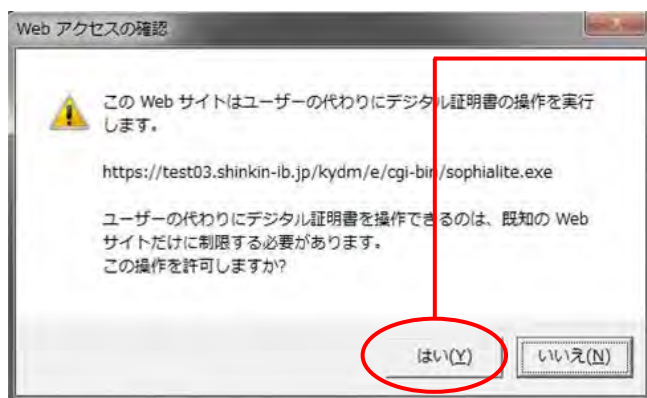 Web アクセスの確認
この Web サイトはユーザーの代わりにデジタル証明書の操作を実行
します。
https://test03.shinkin-ib.jp/kydm/e/cgi-bin/sophialite.exe
ユーザーの代わりにデジタル証明書を操作できるのは、既知の Web
サイトだけに制限する必要があります。
この操作を許可しますか?
はい(Y) いいえ(N)